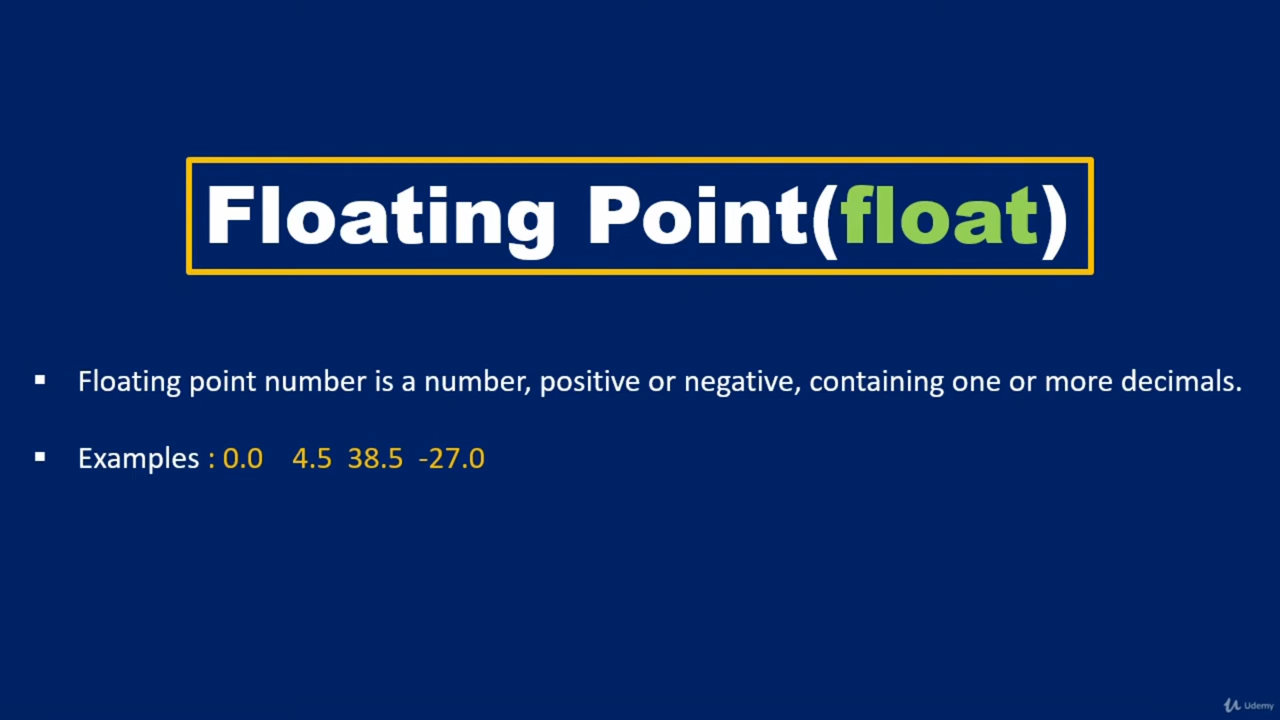 Floating Point(float)
▪ Floating point number is a number, positive or negative, containing one or more decimals.
▪ Examples : 0.0 4.5 38.5 -27.0
Udemy